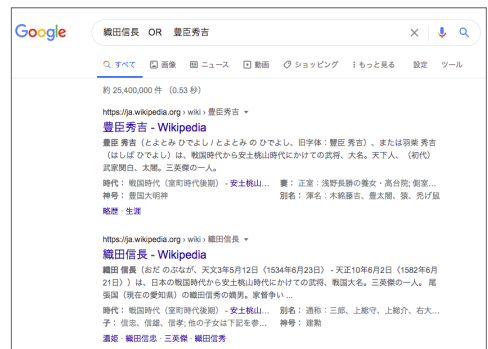 Google
織田信長　OR　豊臣秀吉
すべて 画像 ニュース 動画 ショッピング もっと見る 設定 ツール
約 25,400,000 件 （0.53 秒）
https://ja.wikipedia.org › wiki › 豊臣秀吉
豊臣秀吉 - Wikipedia
豊臣 秀吉（とよとみ ひでよし / とよとみ の ひでよし、旧字体：豐臣 秀吉）、または羽柴 秀吉
（はしば ひでよし）は、戦国時代から安土桃山時代にかけての武将、大名。天下人、（初代）
武家関白、太閤。三英傑の一人。
時代： 戦国時代（室町時代後期） - 安土桃山... 妻： 正室：浅野長勝の養女・高台院; 側室...
神号： 豊国大明神 別名： 渾名：木綿藤吉、豊太閤、猿、禿げ鼠
略歴 · 生涯
https://ja.wikipedia.org › wiki › 織田信長
織田信長 - Wikipedia
織田 信長（おだ のぶなが、天文3年5月12日〈1534年6月23日〉 - 天正10年6月2日〈1582年6月
21日〉）は、日本の戦国時代から安土桃山時代にかけての武将、戦国大名。三英傑の一人。 尾
張国（現在の愛知県）の織田信秀の嫡男。家督争い ...
時代： 戦国時代（室町時代後期） - 安土桃山... 別名： 通称：三郎、上総守、上総介、右大...
子： 信忠、信雄、信孝; 他の子女は下記を参... 神号： 建勲
濃姫 · 織田信忠 · 三英傑 · 織田信秀